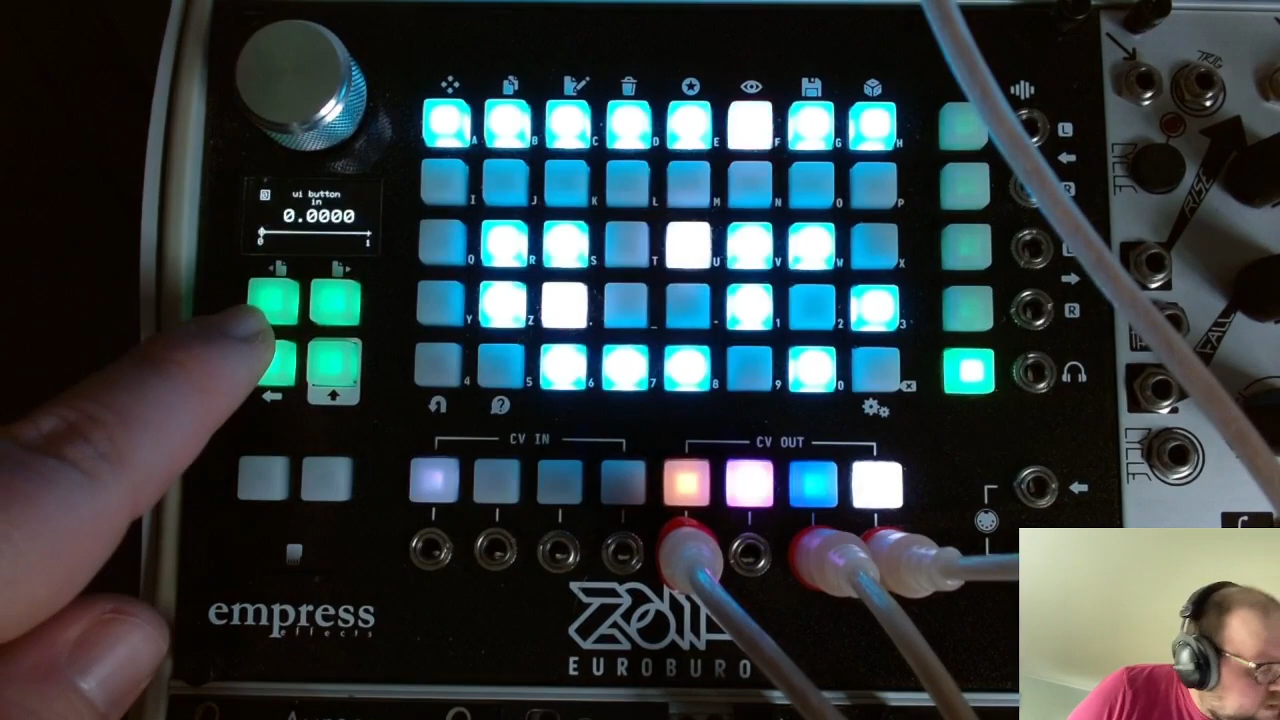 A B C D E F G H L
ui button
in
0.0000
0 1
I J K L M N O P R
Q R S T U V W X L
Y Z . _ - 1 2 3 R
4 5 6 7 8 9 0
CV IN CV OUT
empress
effects
ZOIA
EUROBURO
TRIG
CYCLE
RISE
FALL
CYCLE